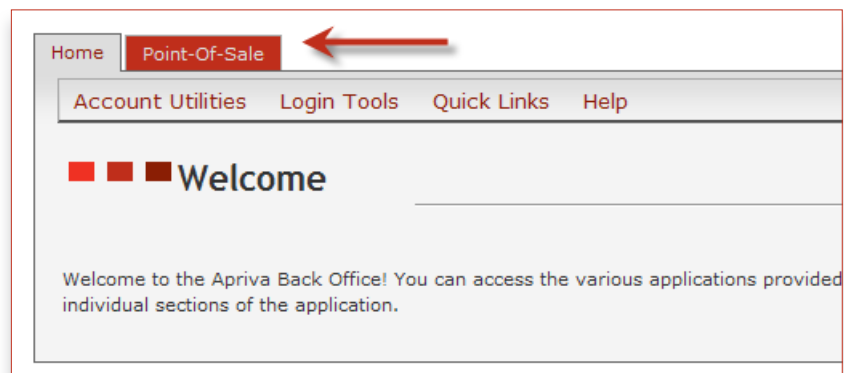 Home Point-Of-Sale
Account Utilities Login Tools Quick Links Help
Welcome
Welcome to the Apriva Back Office! You can access the various applications provided
individual sections of the application.